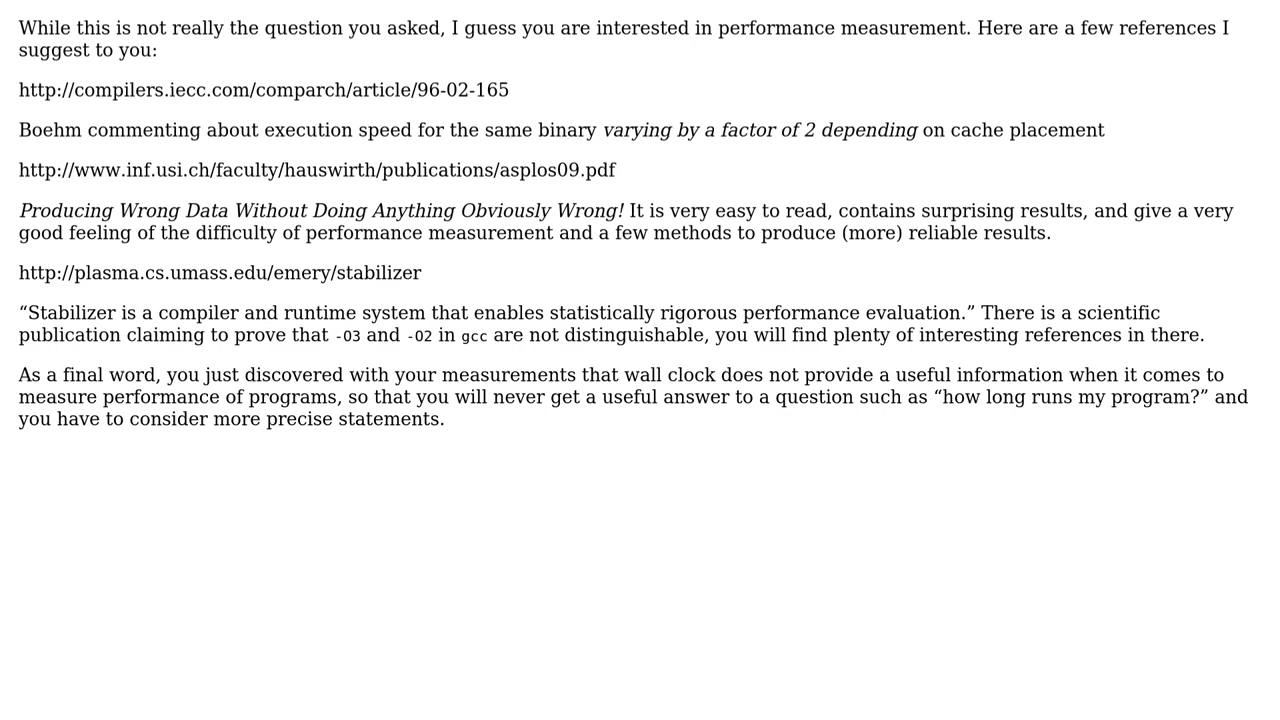 While this is not really the question you asked, I guess you are interested in performance measurement. Here are a few references I
suggest to you:
http://compilers.iecc.com/comparch/article/96-02-165
Boehm commenting about execution speed for the same binary varying by a factor of 2 depending on cache placement
http://www.inf.usi.ch/faculty/hauswirth/publications/asplos09.pdf
Producing Wrong Data Without Doing Anything Obviously Wrong! It is very easy to read, contains surprising results, and give a very
good feeling of the difficulty of performance measurement and a few methods to produce (more) reliable results.
http://plasma.cs.umass.edu/emery/stabilizer
“Stabilizer is a compiler and runtime system that enables statistically rigorous performance evaluation.” There is a scientific
publication claiming to prove that -O3 and -O2 in gcc are not distinguishable, you will find plenty of interesting references in there.
As a final word, you just discovered with your measurements that wall clock does not provide a useful information when it comes to
measure performance of programs, so that you will never get a useful answer to a question such as “how long runs my program?” and
you have to consider more precise statements.